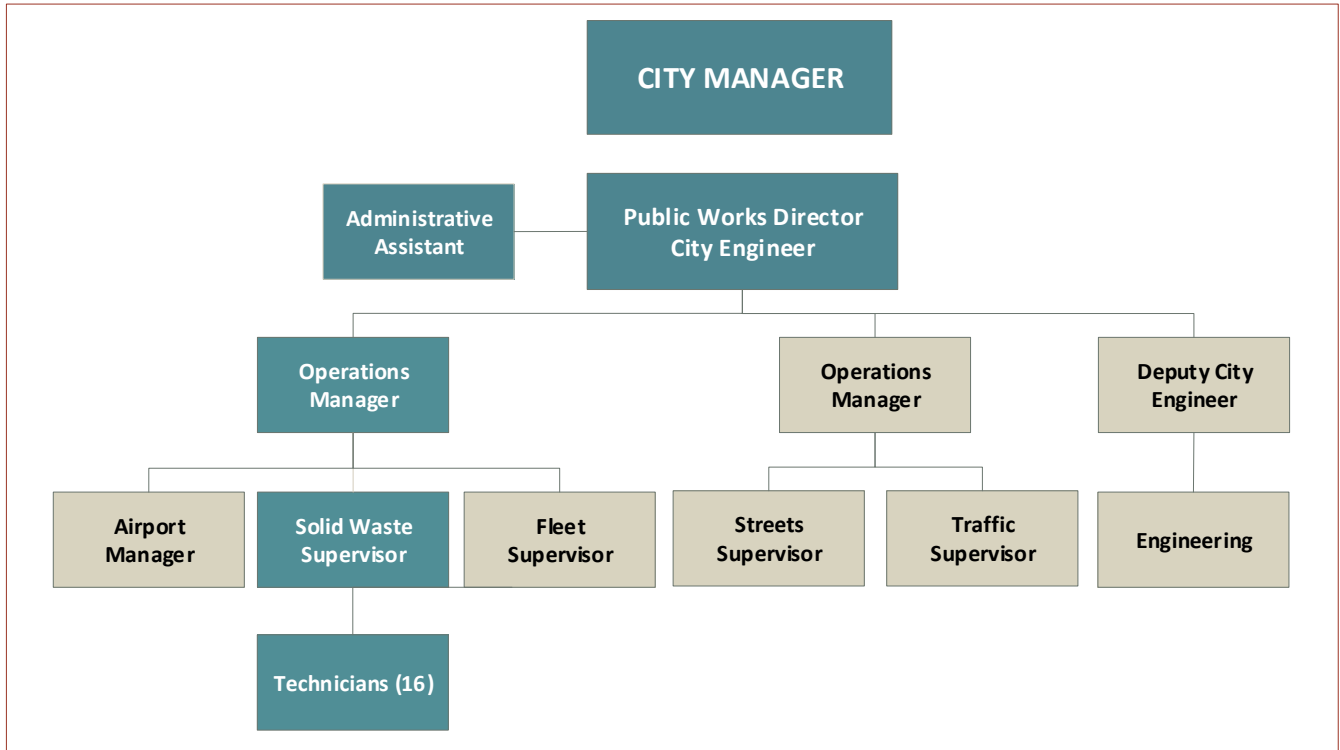 CITY MANAGER
Administrative
Assistant
Public Works Director
City Engineer
Operations
Manager
Operations
Manager
Deputy City
Engineer
Airport
Manager
Solid Waste
Supervisor
Fleet
Supervisor
Streets
Supervisor
Traffic
Supervisor
Engineering
Technicians (16)